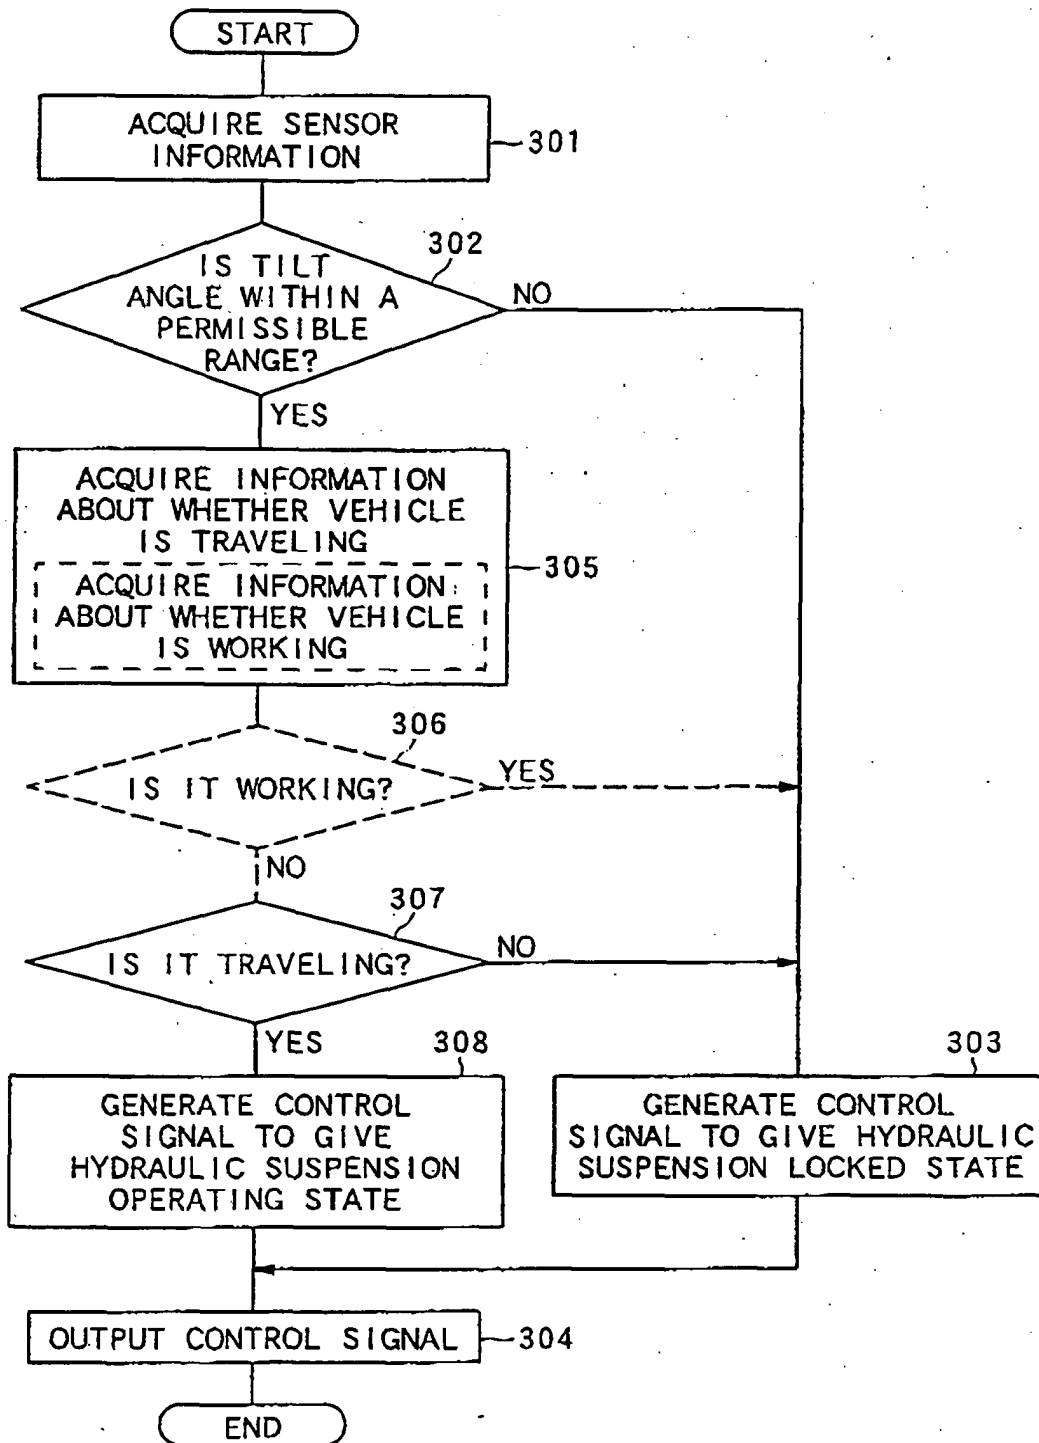 START
ACQUIRE SENSOR
INFORMATION
301
302
IS TILT
ANGLE WITHIN A
PERMISSIBLE
RANGE?
NO
YES
ACQUIRE INFORMATION
ABOUT WHETHER VEHICLE
IS TRAVELING
ACQUIRE INFORMATION
ABOUT WHETHER VEHICLE
IS WORKING
305
306
IS IT WORKING?
YES
NO
307
IS IT TRAVELING?
NO
YES
308
GENERATE CONTROL
SIGNAL TO GIVE
HYDRAULIC SUSPENSION
OPERATING STATE
303
GENERATE CONTROL
SIGNAL TO GIVE HYDRAULIC
SUSPENSION LOCKED STATE
OUTPUT CONTROL SIGNAL
304
END